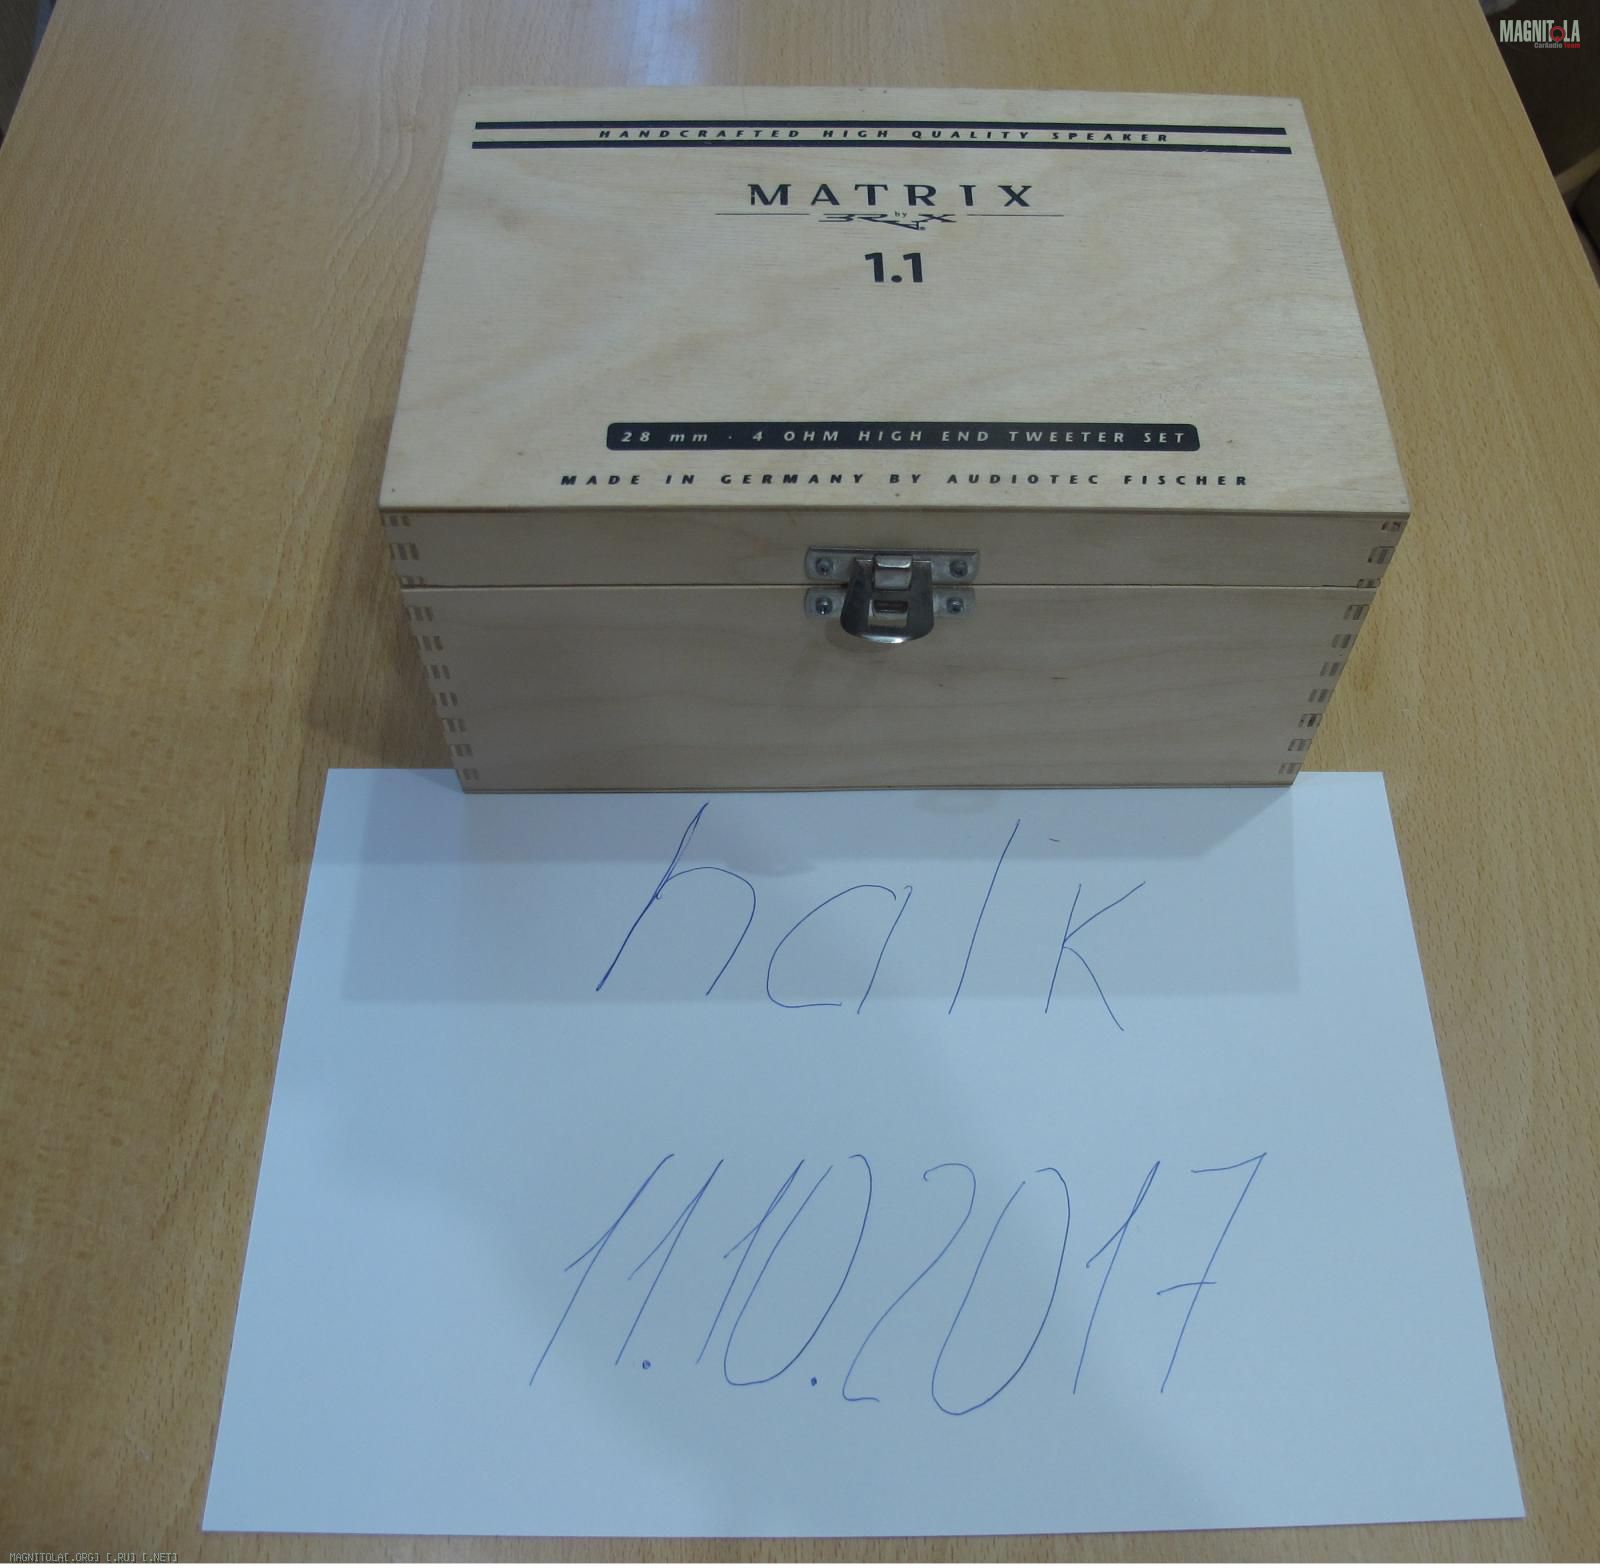 MAGNITOLA
CarAudio Team
HANDCRAFTED HIGH QUALITY SPEAKER
MATRIX
by BRAX
1.1
28 mm · 4 OHM HIGH END TWEETER SET
MADE IN GERMANY BY AUDIOTEC FISCHER
halk
11.10.2017
MAGNITOLA[.ORG] [.RU] [.NET]